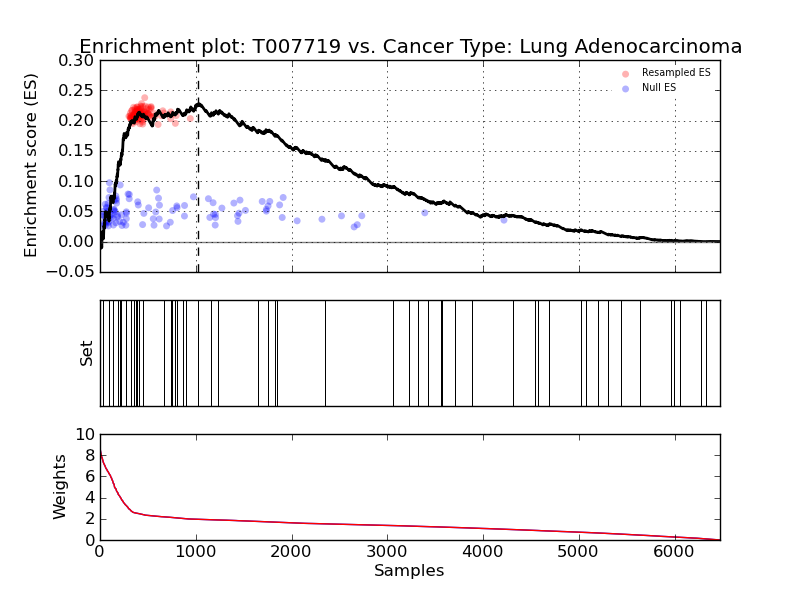 Enrichment plot: T007719 vs. Cancer Type: Lung Adenocarcinoma
0.30
0.25
0.20
0.15
0.10
0.05
0.00
−0.05
Enrichment score (ES)
Resampled ES
Null ES
Set
10
8
6
4
2
0
Weights
0 1000 2000 3000 4000 5000 6000
Samples